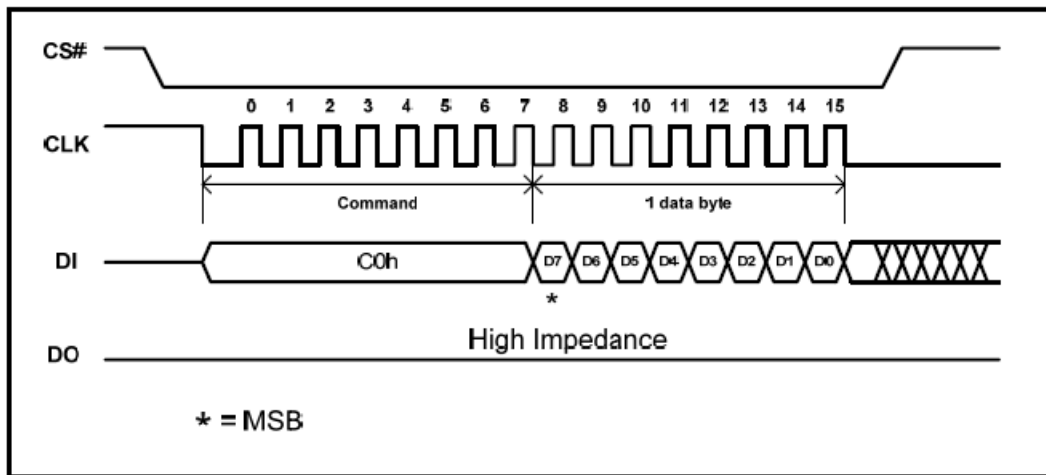 CS#
0 1 2 3 4 5 6 7 8 9 10 11 12 13 14 15
CLK
Command 1 data byte
DI C0h D7 D6 D5 D4 D3 D2 D1 D0
*
High Impedance
DO
* = MSB